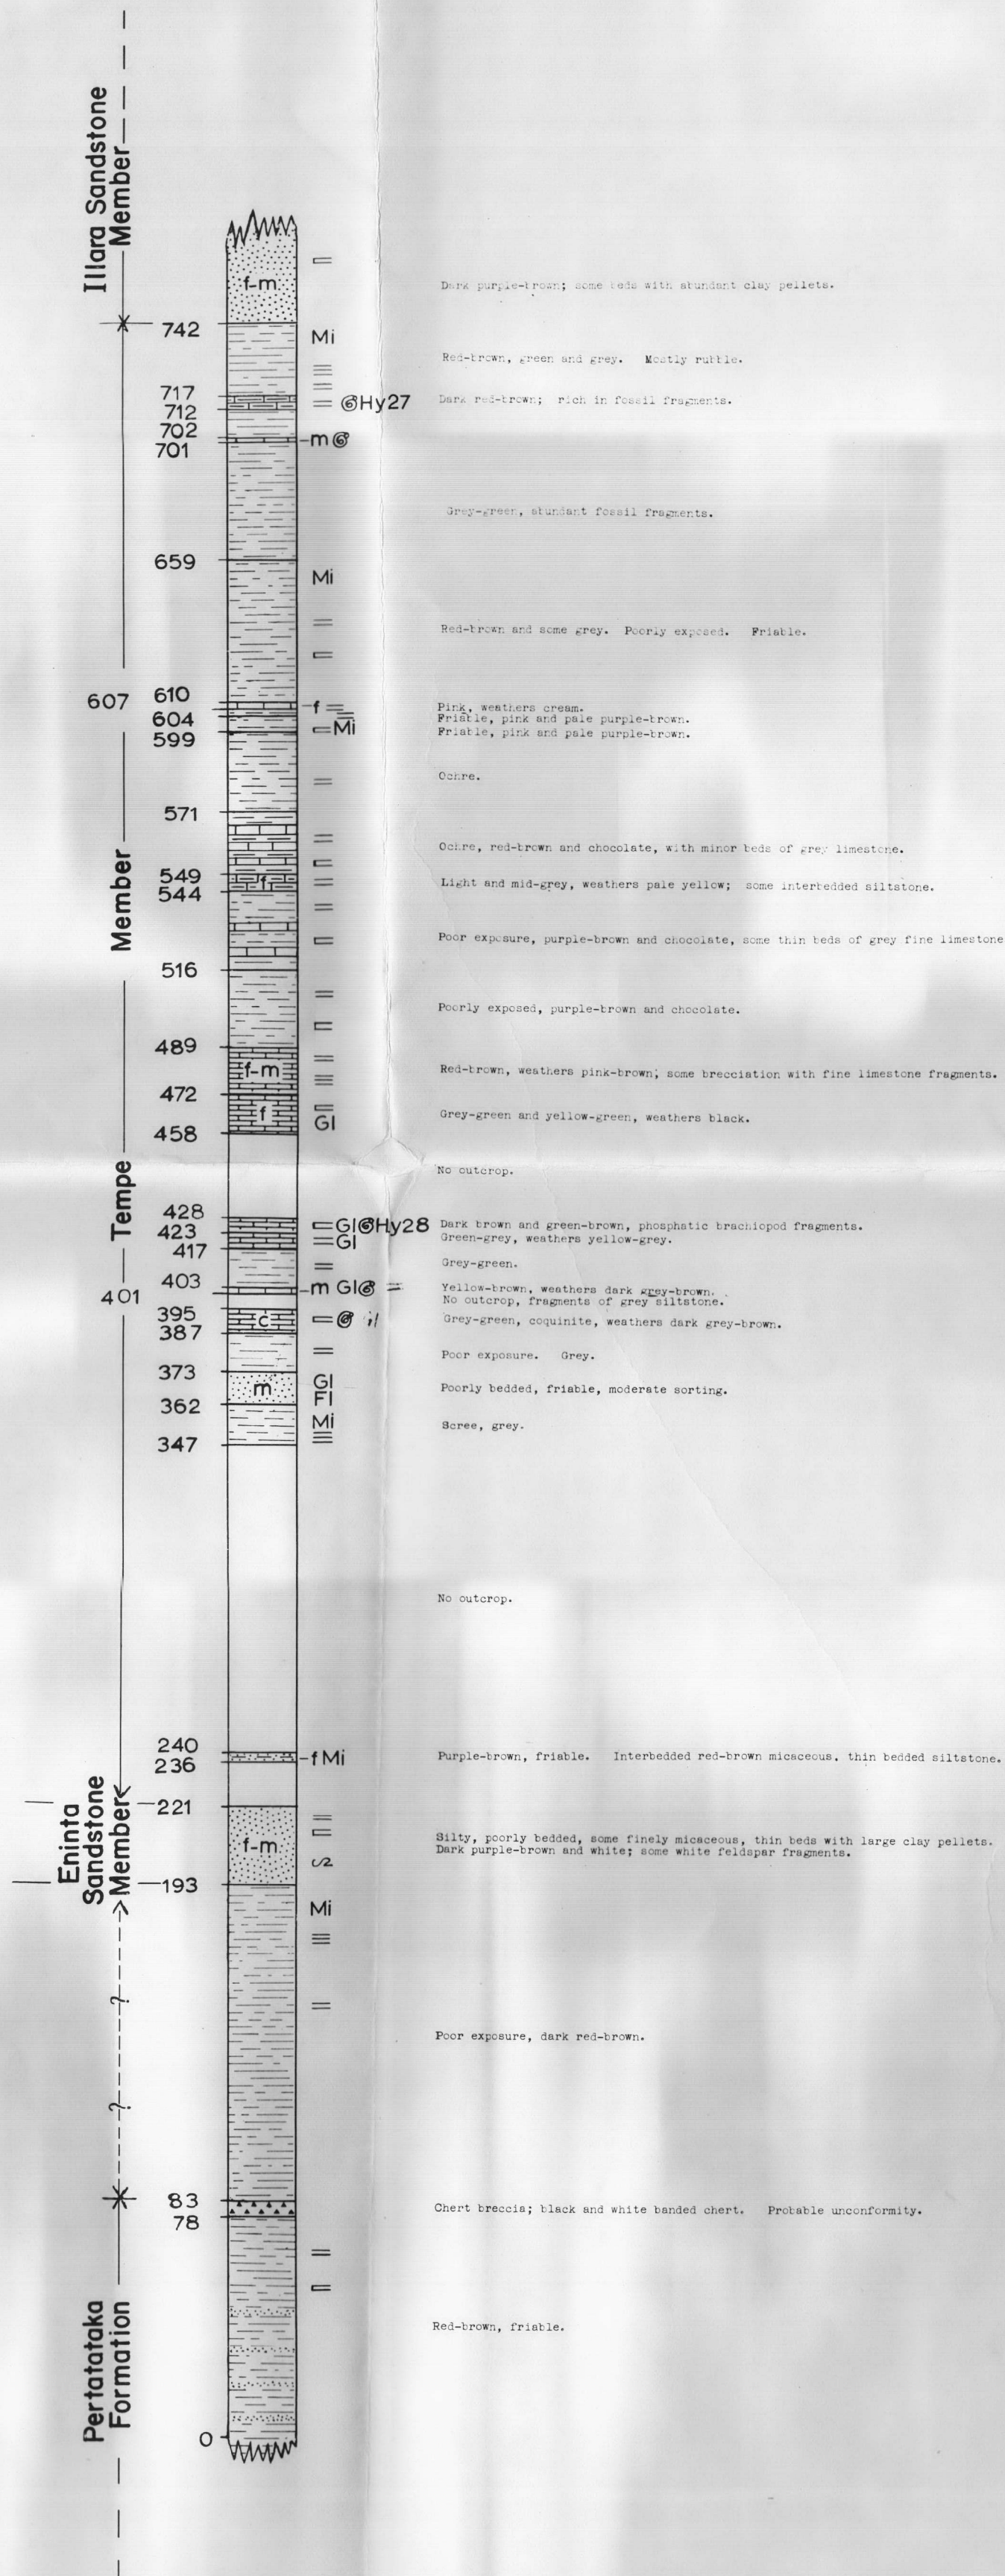 Illara Sandstone
Member
f-m
Dark purple-brown; some beds with abundant clay pellets.
742
Mi
Red-brown, green and grey. Mostly rubble.
717
Hy27
Dark red-brown; rich in fossil fragments.
712
702
m
701
Grey-green, abundant fossil fragments.
659
Mi
Red-brown and some grey. Poorly exposed. Friable.
610
607
f
Pink, weathers cream.
604
Friable, pink and pale purple-brown.
Mi
Friable, pink and pale purple-brown.
599
Ochre.
571
Ochre, red-brown and chocolate, with minor beds of grey limestone.
549
f
Light and mid-grey, weathers pale yellow; some interbedded siltstone.
544
Member
Poor exposure, purple-brown and chocolate, some thin beds of grey fine limestone
516
Poorly exposed, purple-brown and chocolate.
489
f-m
Red-brown, weathers pink-brown; some brecciation with fine limestone fragments.
472
f
Gl
Grey-green and yellow-green, weathers black.
458
No outcrop.
Tempe
428
Gl Hy28
Dark brown and green-brown, phosphatic brachiopod fragments.
423
Gl
Green-grey, weathers yellow-grey.
417
Grey-green.
403
m Gl
Yellow-brown, weathers dark grey-brown.
401
No outcrop, fragments of grey siltstone.
395
c
Grey-green, coquinite, weathers dark grey-brown.
387
Poor exposure. Grey.
373
m
Gl
Fl
Poorly bedded, friable, moderate sorting.
362
Mi
Scree, grey.
347
No outcrop.
240
f Mi
Purple-brown, friable. Interbedded red-brown micaceous. thin bedded siltstone.
236
221
Eninta
Sandstone
Member
f-m
Silty, poorly bedded, some finely micaceous, thin beds with large clay pellets.
Dark purple-brown and white; some white feldspar fragments.
193
Mi
?
Poor exposure, dark red-brown.
?
83
Chert breccia; black and white banded chert. Probable unconformity.
78
Red-brown, friable.
Pertatataka
Formation
0